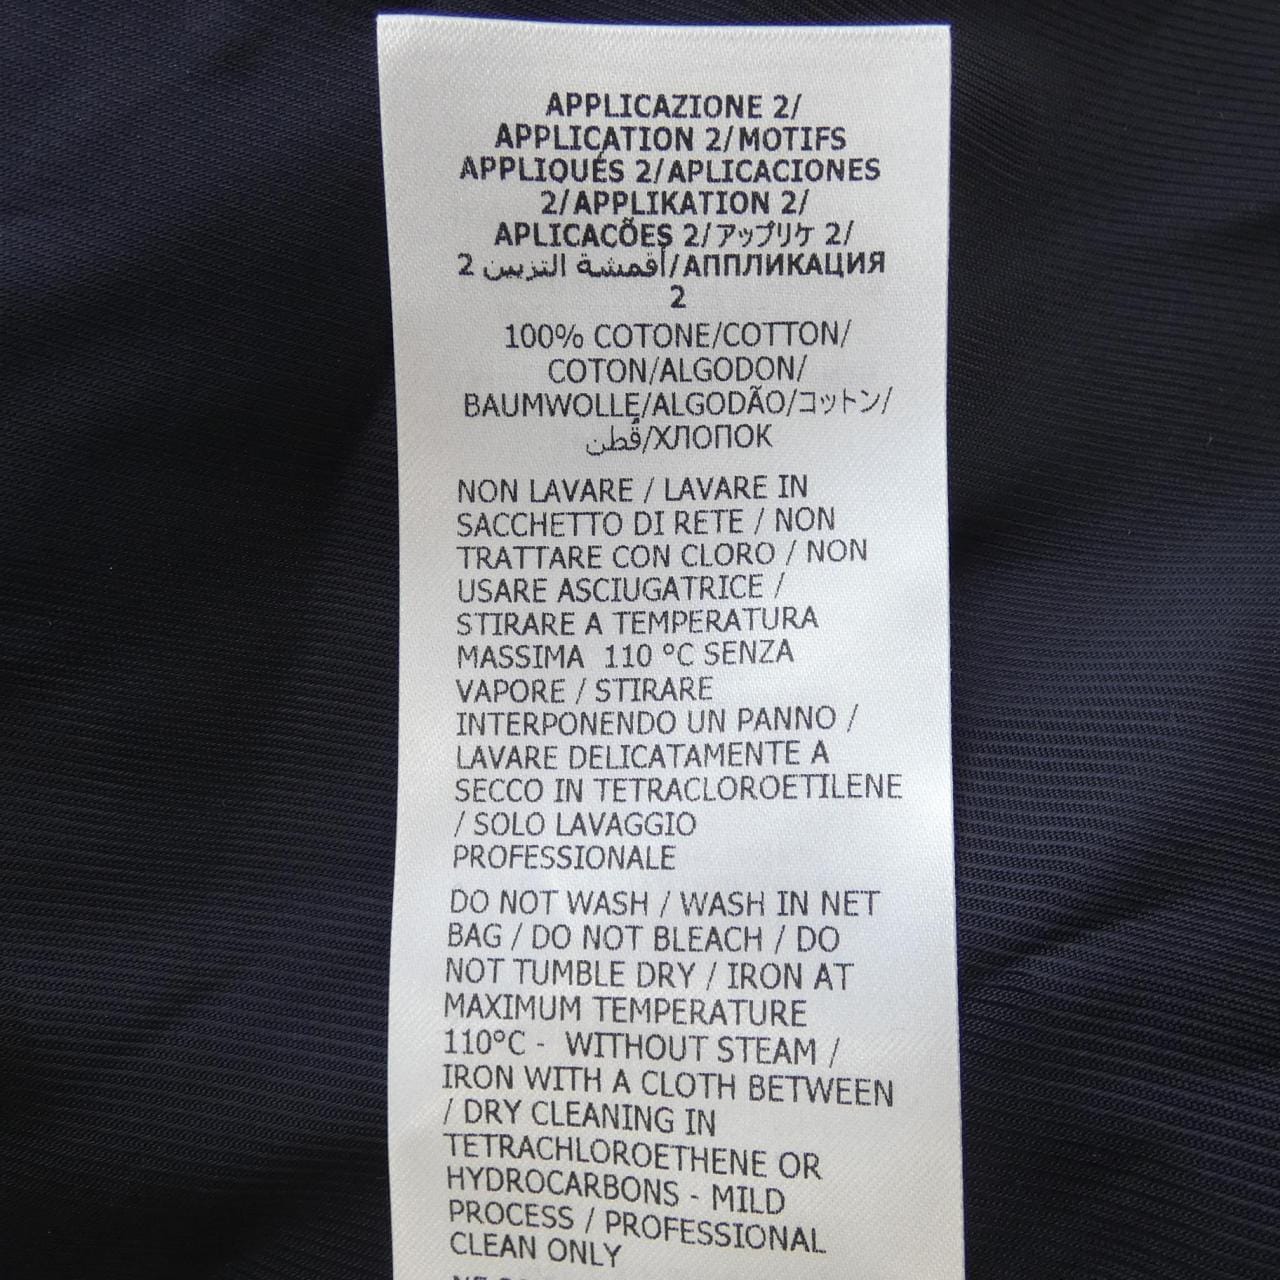 APPLICAZIONE 2/
APPLICATION 2/MOTIFS
APPLIQUÉS 2/APLICACIONES
2/APPLIKATION 2/
APLICACÕES 2/アップリケ 2/
أقمشة التزيين 2/АППЛИКАЦИЯ
2
100% COTONE/COTTON/
COTON/ALGODON/
BAUMWOLLE/ALGODÃO/コットン/
قُطن/ХЛОПОК
NON LAVARE / LAVARE IN
SACCHETTO DI RETE / NON
TRATTARE CON CLORO / NON
USARE ASCIUGATRICE /
STIRARE A TEMPERATURA
MASSIMA 110 °C SENZA
VAPORE / STIRARE
INTERPONENDO UN PANNO /
LAVARE DELICATAMENTE A
SECCO IN TETRACLOROETILENE
/ SOLO LAVAGGIO
PROFESSIONALE
DO NOT WASH / WASH IN NET
BAG / DO NOT BLEACH / DO
NOT TUMBLE DRY / IRON AT
MAXIMUM TEMPERATURE
110°C - WITHOUT STEAM /
IRON WITH A CLOTH BETWEEN
/ DRY CLEANING IN
TETRACHLOROETHENE OR
HYDROCARBONS - MILD
PROCESS / PROFESSIONAL
CLEAN ONLY